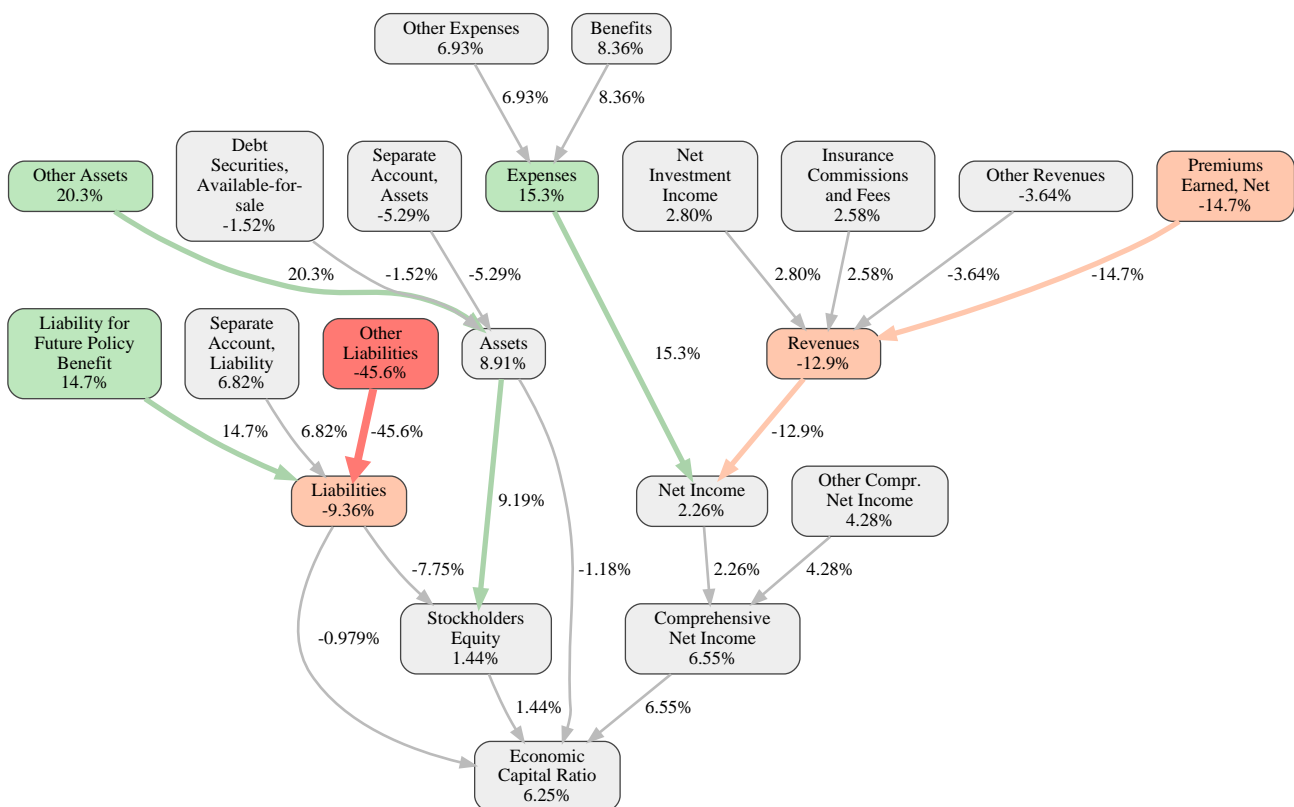 Other Expenses
6.93%
Benefits
8.36%
6.93%
8.36%
Other Assets
20.3%
Debt
Securities,
Available-for-
sale
-1.52%
Separate
Account,
Assets
-5.29%
Expenses
15.3%
Net
Investment
Income
2.80%
Insurance
Commissions
and Fees
2.58%
Other Revenues
-3.64%
Premiums
Earned, Net
-14.7%
20.3%
-1.52%
-5.29%
2.80%
2.58%
-3.64%
-14.7%
Liability for
Future Policy
Benefit
14.7%
Separate
Account,
Liability
6.82%
Other
Liabilities
-45.6%
Assets
8.91%
15.3%
Revenues
-12.9%
14.7%
6.82%
-45.6%
-12.9%
Liabilities
-9.36%
9.19%
Net Income
2.26%
Other Compr.
Net Income
4.28%
-7.75%
-1.18%
2.26%
4.28%
-0.979%
Stockholders
Equity
1.44%
Comprehensive
Net Income
6.55%
1.44%
6.55%
Economic
Capital Ratio
6.25%